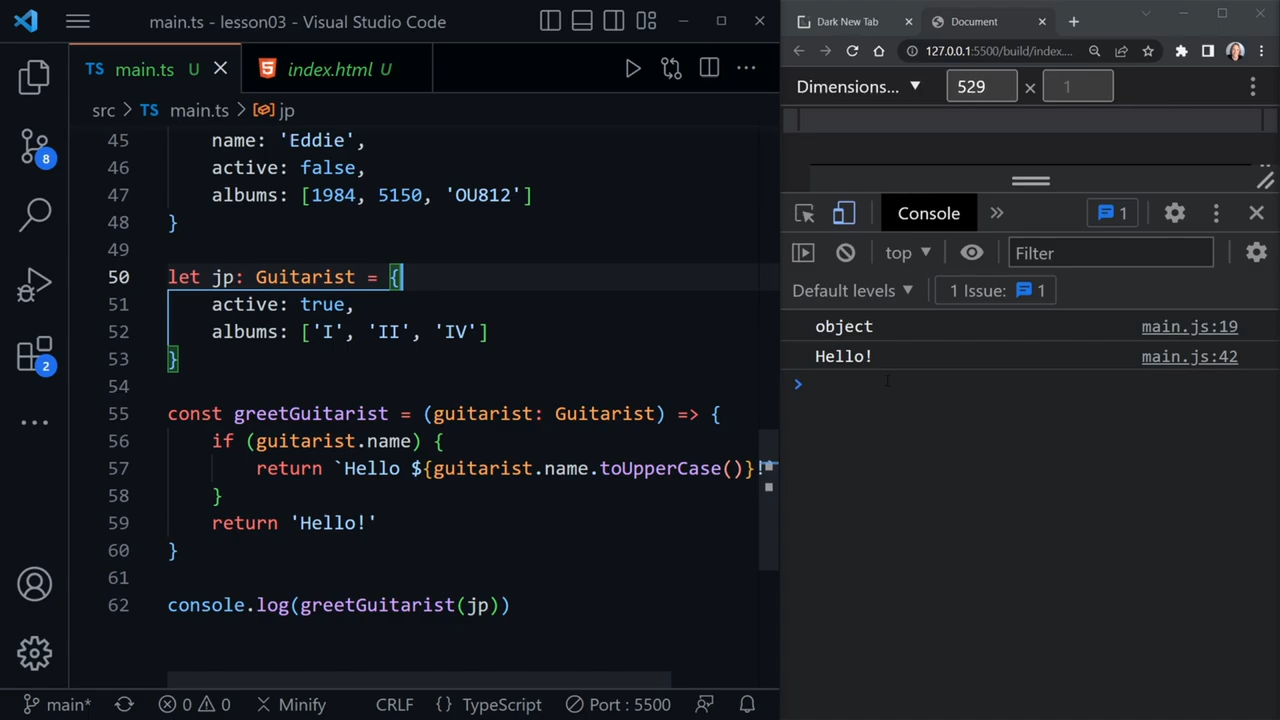 main.ts - lesson03 - Visual Studio Code
TS main.ts U
index.html U
src > TS main.ts > jp
45 name: 'Eddie',
46 active: false,
47 albums: [1984, 5150, 'OU812']
48 }
49
50 let jp: Guitarist = {
51 active: true,
52 albums: ['I', 'II', 'IV']
53 }
54
55 const greetGuitarist = (guitarist: Guitarist) => {
56 if (guitarist.name) {
57 return `Hello ${guitarist.name.toUpperCase()}!
58 }
59 return 'Hello!'
60 }
61
62 console.log(greetGuitarist(jp))
8
2
main* 0 0 Minify CRLF {} TypeScript Port : 5500
Dark New Tab
Document
127.0.0.1:5500/build/index....
Dimensions... 529 × 1
Console » 1
top Filter
Default levels 1 Issue: 1
object main.js:19
Hello! main.js:42
>